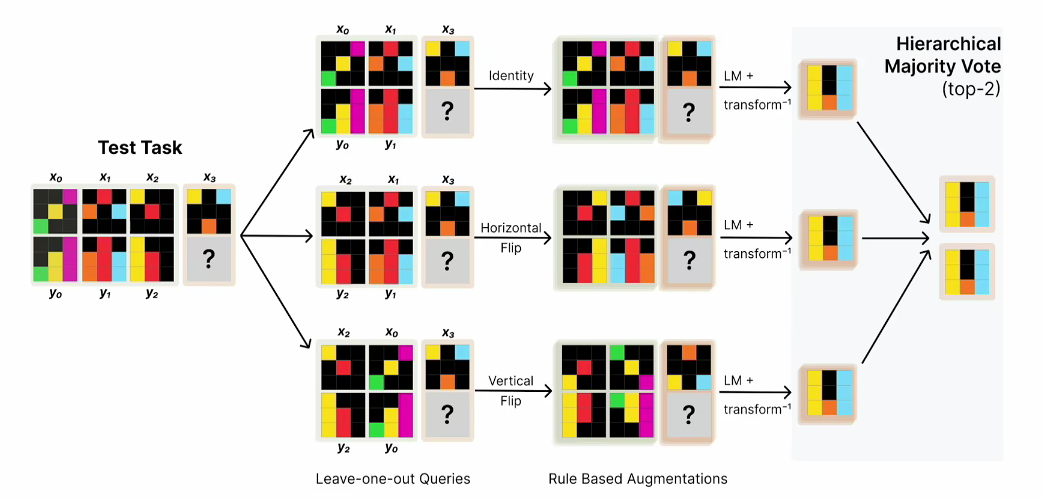 Hierarchical
Majority Vote
(top-2)
Test Task
x₀ x₁ x₂ x₃
?
y₀ y₁ y₂
x₀ x₁ x₃
?
y₀ y₁
Identity
?
LM +
transform⁻¹
x₂ x₁ x₃
?
y₂ y₁
Horizontal
Flip
?
LM +
transform⁻¹
x₂ x₀ x₃
?
y₂ y₀
Vertical
Flip
?
LM +
transform⁻¹
Leave-one-out Queries
Rule Based Augmentations